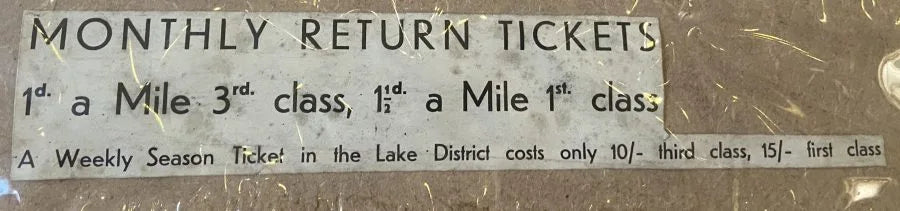 MONTHLY RETURN TICKETS
1d. a Mile 3rd. class, 1½d. a Mile 1st. class
A Weekly Season Ticket in the Lake District costs only 10/- third class, 15/- first class